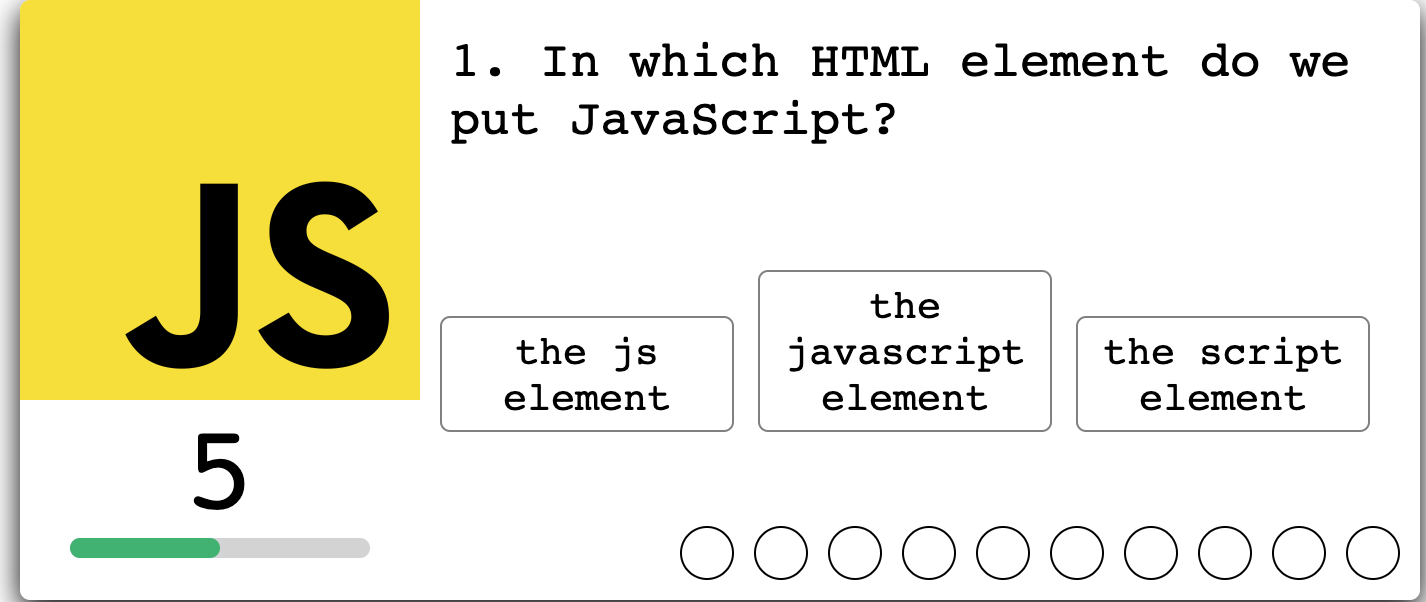 JS
1. In which HTML element do we
put JavaScript?
the js
element
the
javascript
element
the script
element
5